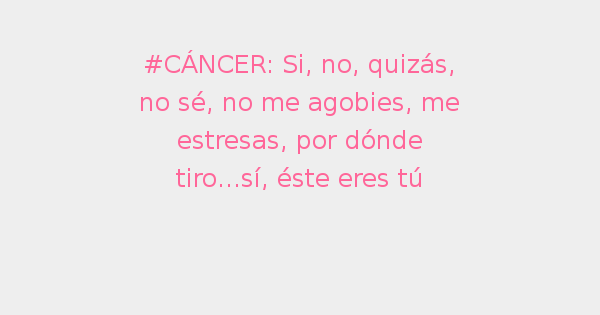 #CÁNCER: Si, no, quizás,
no sé, no me agobies, me
estresas, por dónde
tiro...sí, éste eres tú